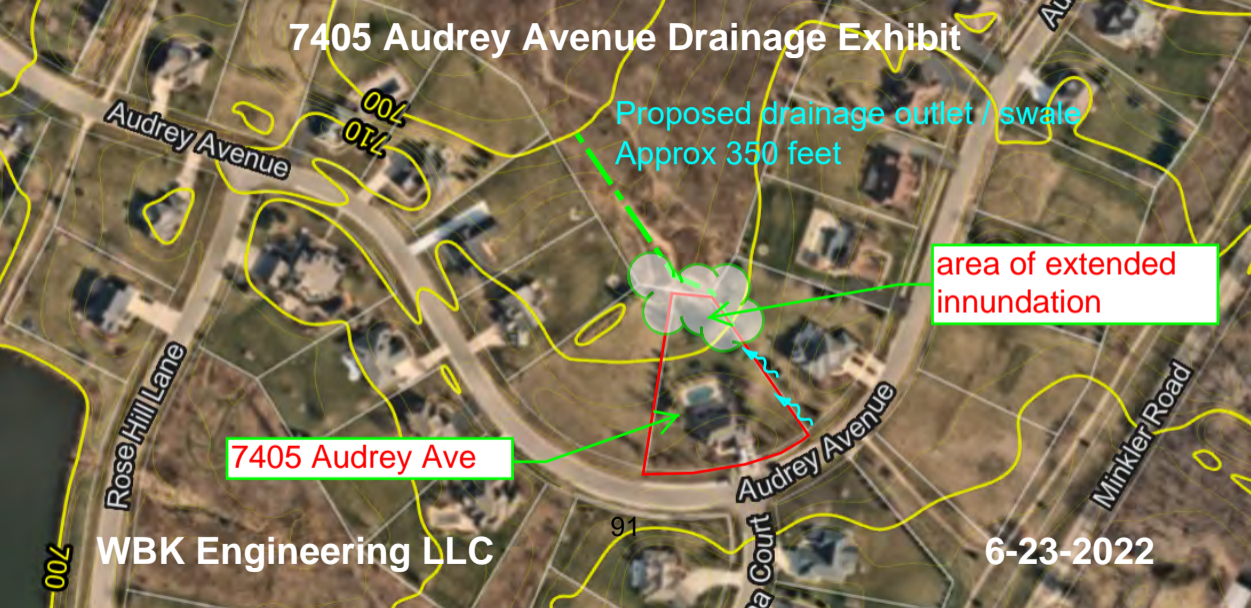 7405 Audrey Avenue Drainage Exhibit
Au
Proposed drainage outlet / swale
Approx 350 feet
700
710
Audrey Avenue
area of extended
innundation
Rose Hill Lane
7405 Audrey Ave
Audrey Avenue
Minkler Road
91
700
WBK Engineering LLC
a Court
6-23-2022